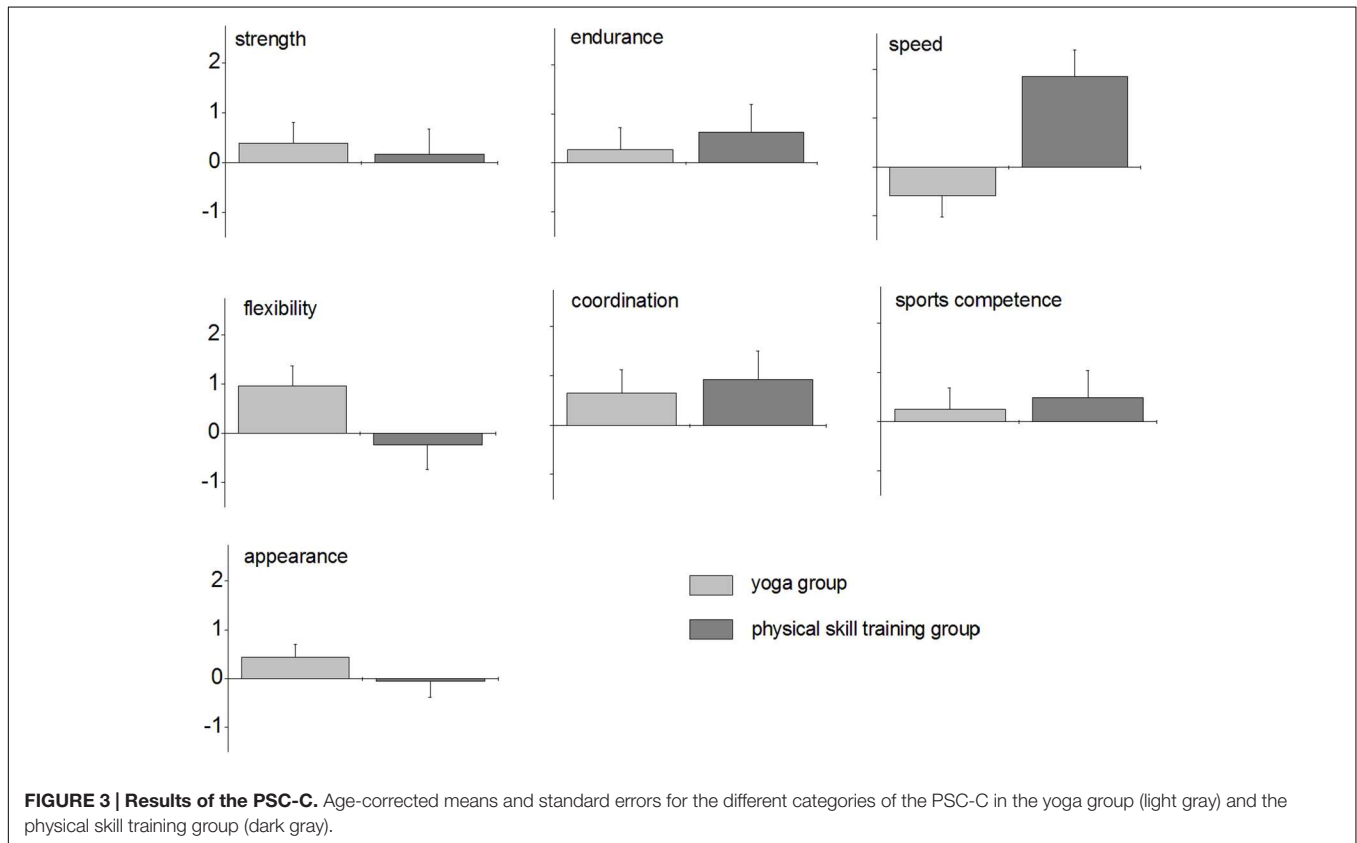 strength
2
1
0
-1
endurance
speed
flexibility
2
1
0
-1
coordination
sports competence
appearance
2
1
0
-1
yoga group
physical skill training group
FIGURE 3 | Results of the PSC-C. Age-corrected means and standard errors for the different categories of the PSC-C in the yoga group (light gray) and the
physical skill training group (dark gray).